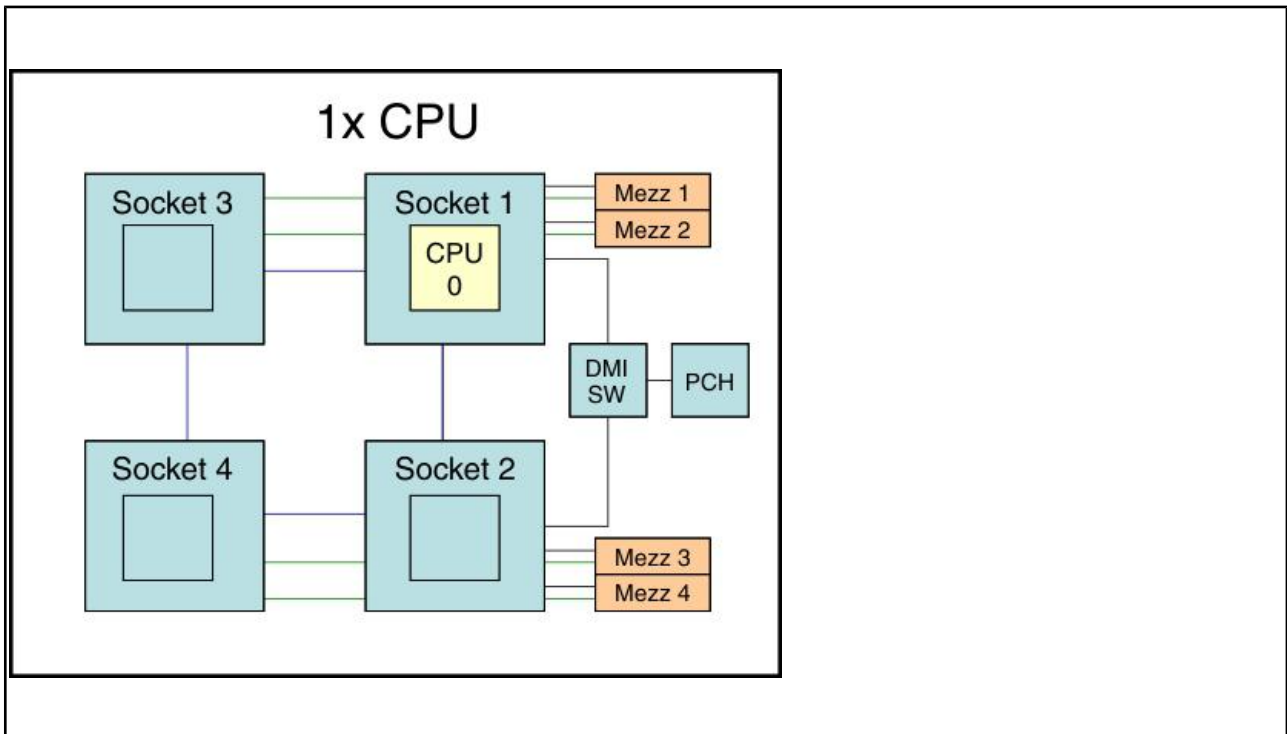 1x CPU
Socket 3
Socket 1
CPU
0
Mezz 1
Mezz 2
DMI
SW
PCH
Socket 4
Socket 2
Mezz 3
Mezz 4